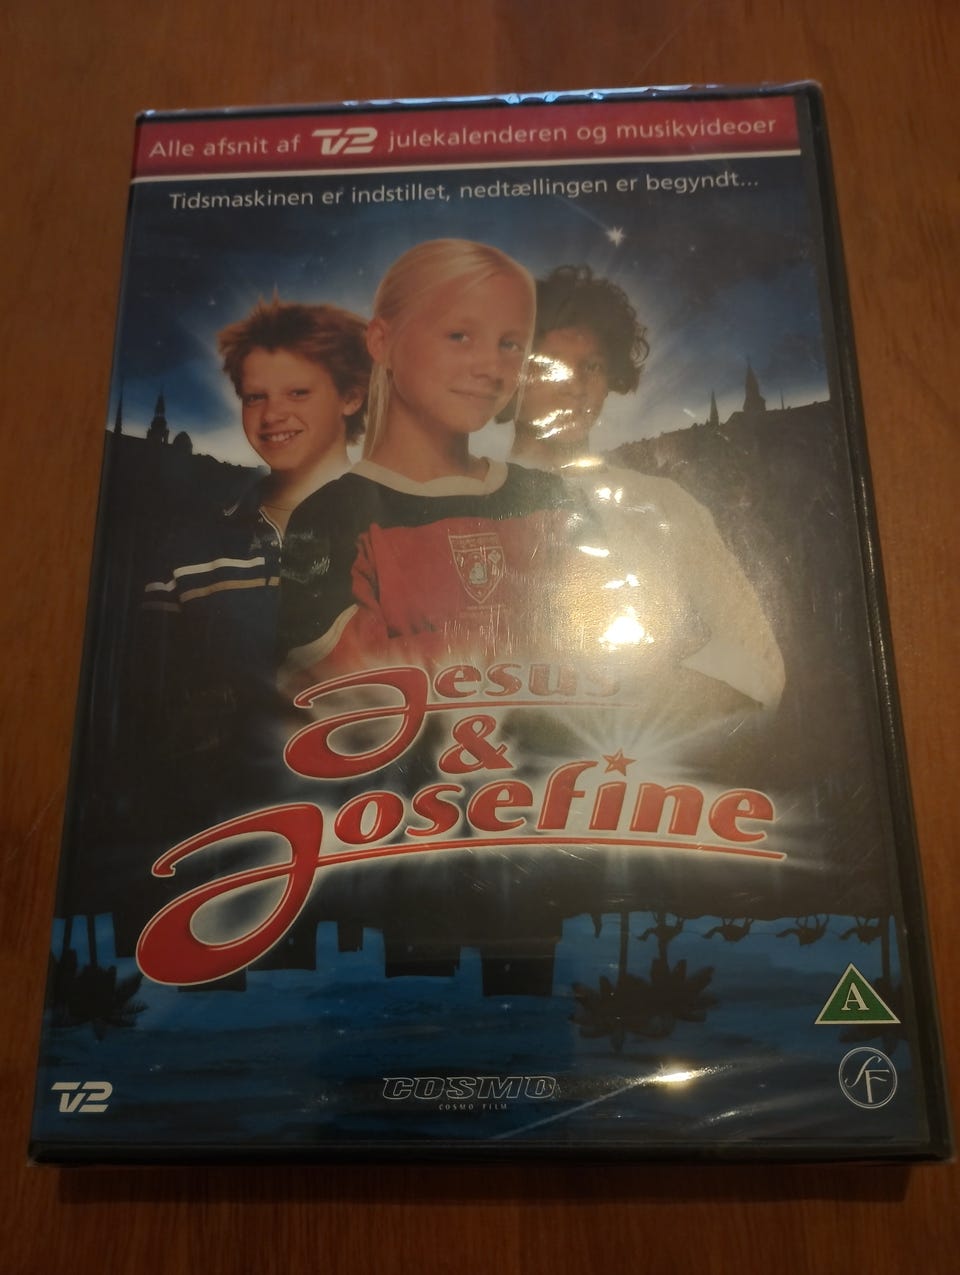 Alle afsnit af TV2 julekalenderen og musikvideoer
Tidsmaskinen er indstillet, nedtællingen er begyndt...
Jesus
&
Josefine
A
TV2
COSMO
COSMO FILM
SF